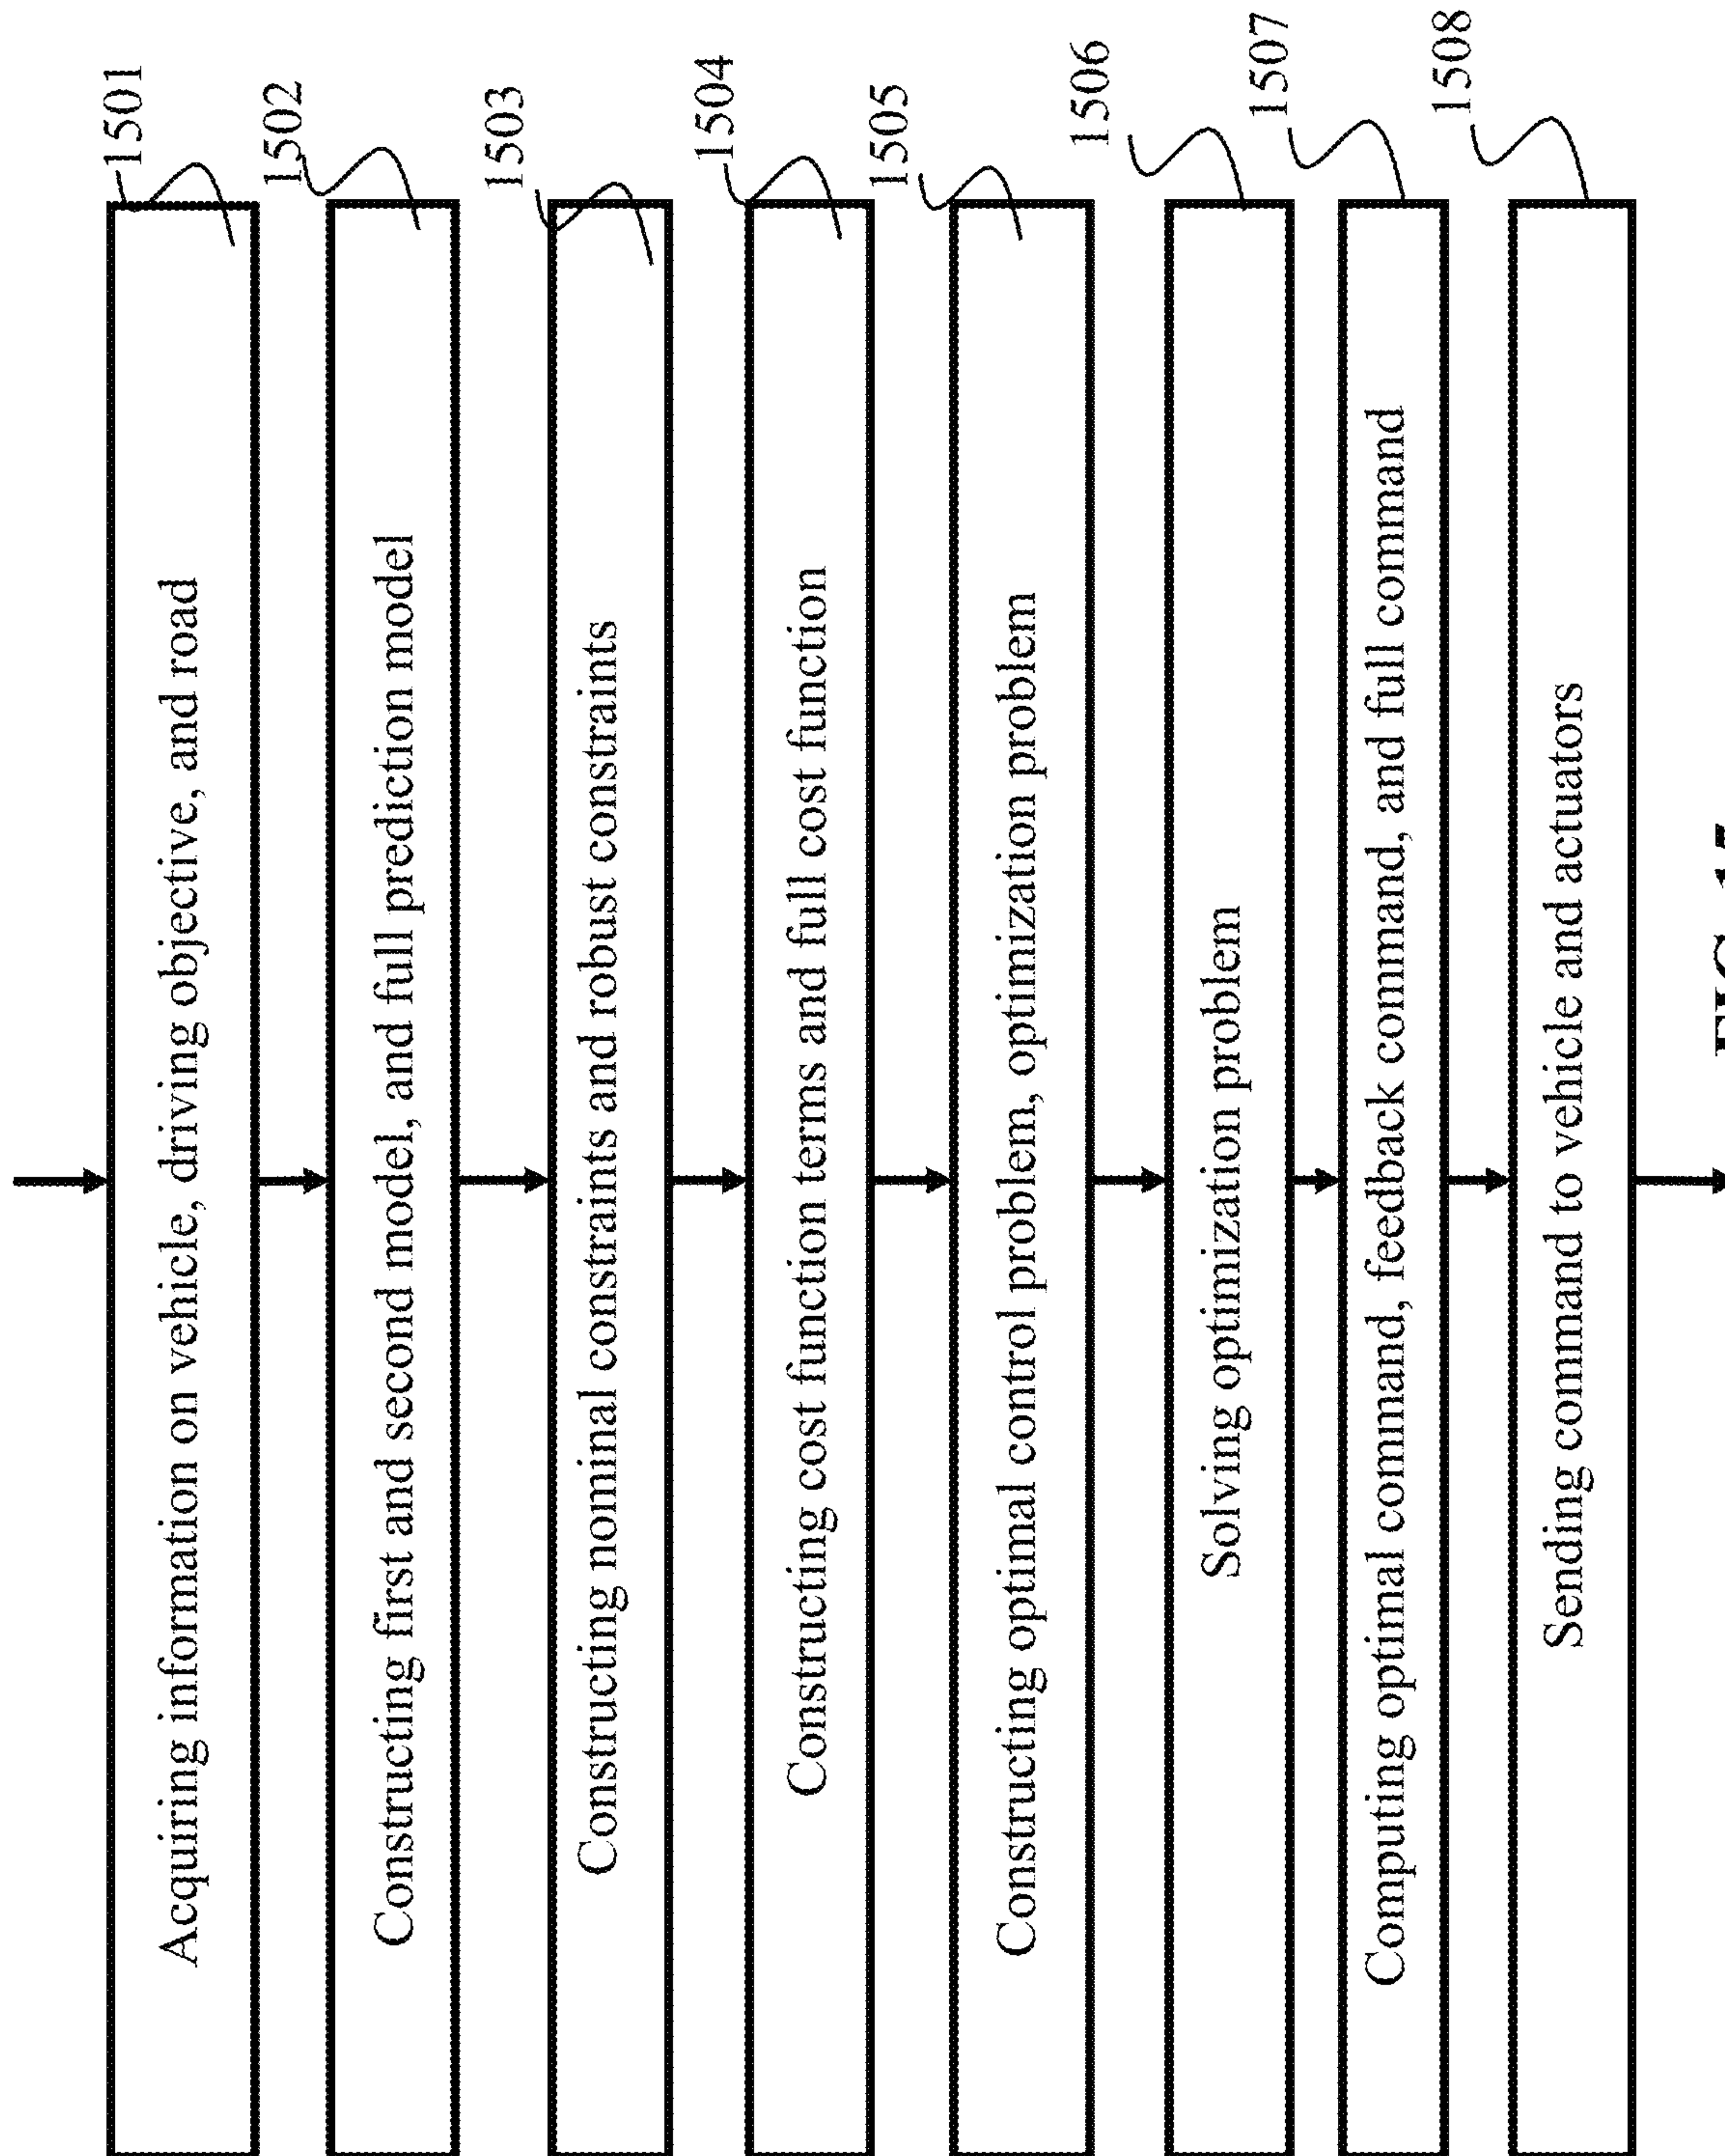 1501
Acquiring information on vehicle, driving objective, and road
1502
Constructing first and second model, and full prediction model
1503
Constructing nominal constraints and robust constraints
1504
Constructing cost function terms and full cost function
1505
Constructing optimal control problem, optimization problem
1506
Solving optimization problem
1507
Computing optimal command, feedback command, and full command
1508
Sending command to vehicle and actuators